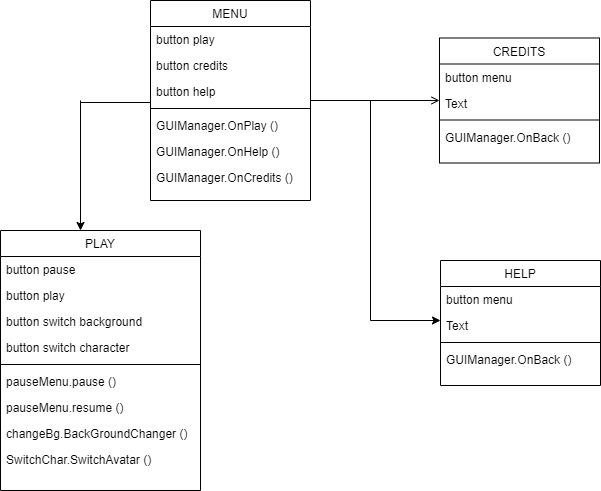 MENU
button play
button credits
button help
GUIManager.OnPlay ()
GUIManager.OnHelp ()
GUIManager.OnCredits ()
CREDITS
button menu
Text
GUIManager.OnBack ()
PLAY
button pause
button play
button switch background
button switch character
pauseMenu.pause ()
pauseMenu.resume ()
changeBg.BackGroundChanger ()
SwitchChar.SwitchAvatar ()
HELP
button menu
Text
GUIManager.OnBack ()